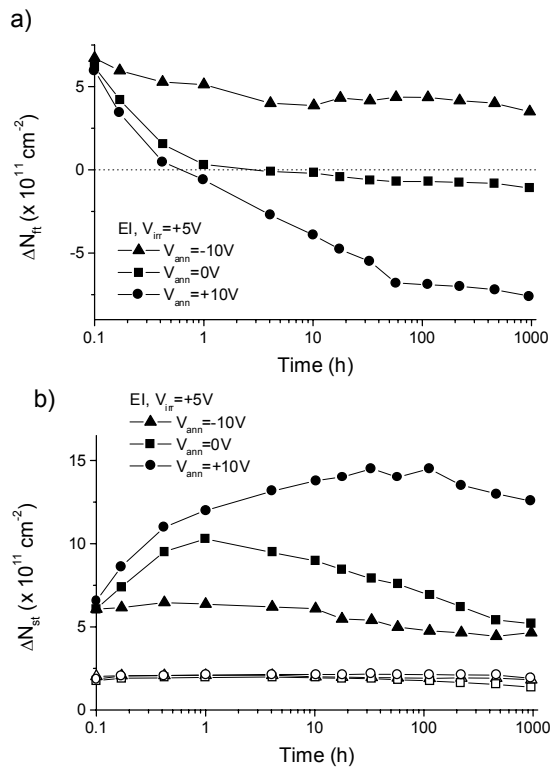 a)
5
0
-5
ΔN_ft (x 10^11 cm^-2)
EI, V_irr=+5V
V_ann=-10V
V_ann=0V
V_ann=+10V
0.1 1 10 100 1000
Time (h)
b)
EI, V_irr=+5V
V_ann=-10V
V_ann=0V
V_ann=+10V
15
10
5
0
ΔN_st (x 10^11 cm^-2)
0.1 1 10 100 1000
Time (h)